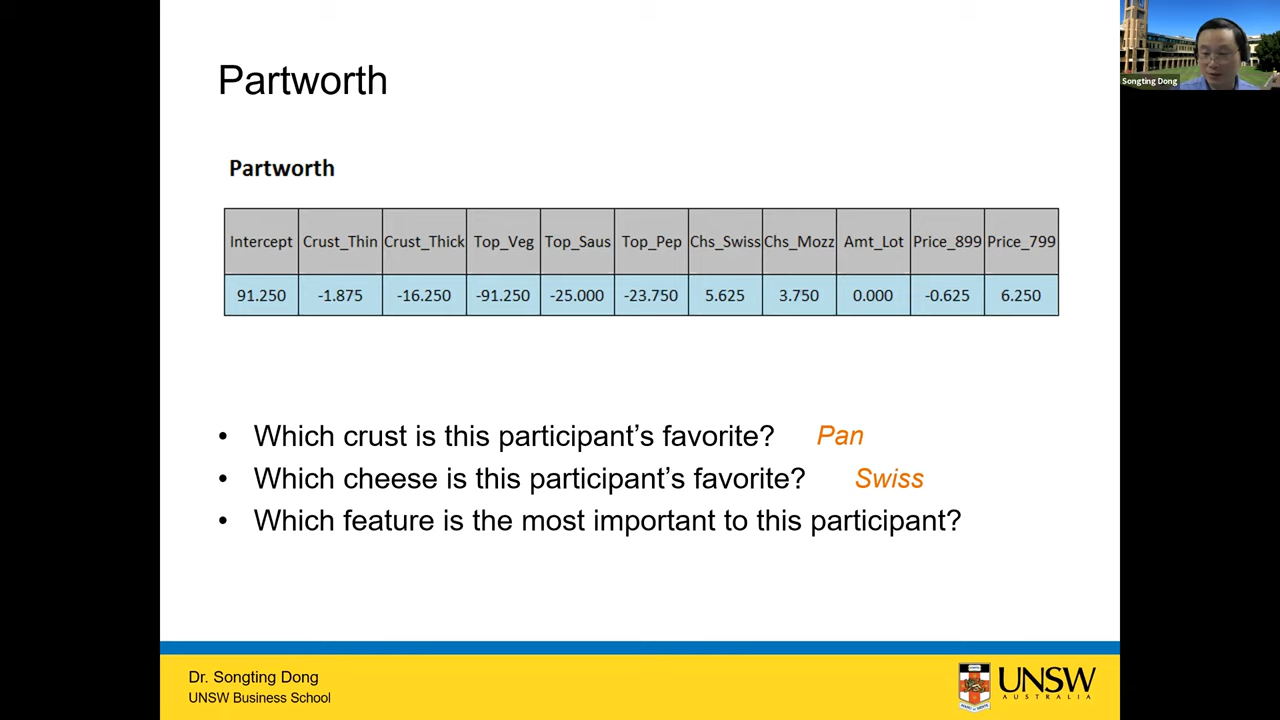 Songting Dong
Partworth
Partworth
Intercept Crust_Thin Crust_Thick Top_Veg Top_Saus Top_Pep Chs_Swiss Chs_Mozz Amt_Lot Price_899 Price_799
91.250 -1.875 -16.250 -91.250 -25.000 -23.750 5.625 3.750 0.000 -0.625 6.250
• Which crust is this participant’s favorite? Pan
• Which cheese is this participant’s favorite? Swiss
• Which feature is the most important to this participant?
Dr. Songting Dong
UNSW Business School
UNSW
AUSTRALIA